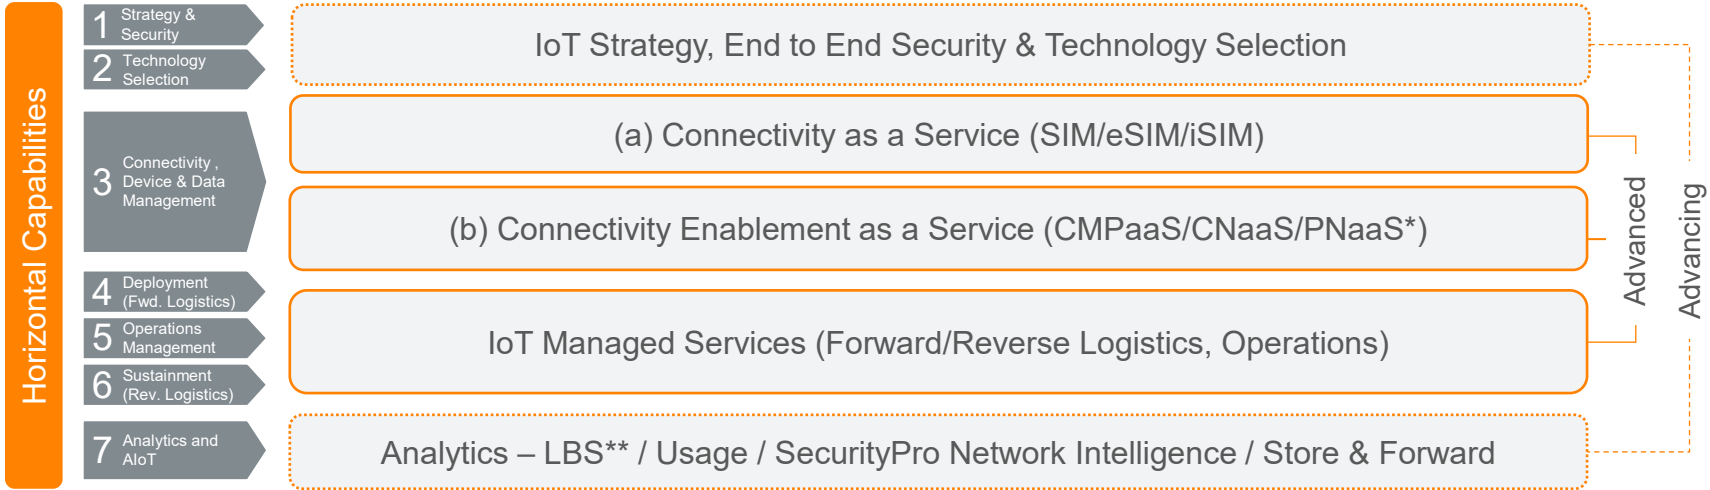 Horizontal Capabilities
1 Strategy &
Security
2 Technology
Selection
IoT Strategy, End to End Security & Technology Selection
3 Connectivity ,
Device & Data
Management
(a) Connectivity as a Service (SIM/eSIM/iSIM)
(b) Connectivity Enablement as a Service (CMPaaS/CNaaS/PNaaS*)
4 Deployment
(Fwd. Logistics)
5 Operations
Management
6 Sustainment
(Rev. Logistics)
IoT Managed Services (Forward/Reverse Logistics, Operations)
7 Analytics and
AIoT
Analytics – LBS** / Usage / SecurityPro Network Intelligence / Store & Forward
Advanced
Advancing